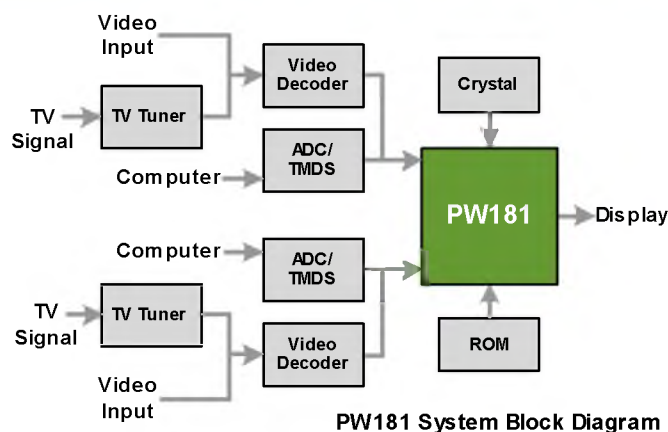 Video
Input
TV
Signal
TV Tuner
Video
Decoder
Crystal
Computer
ADC/
TMDS
PW181
Display
Computer
ADC/
TMDS
TV
Signal
TV Tuner
Video
Decoder
ROM
Video
Input
PW181 System Block Diagram